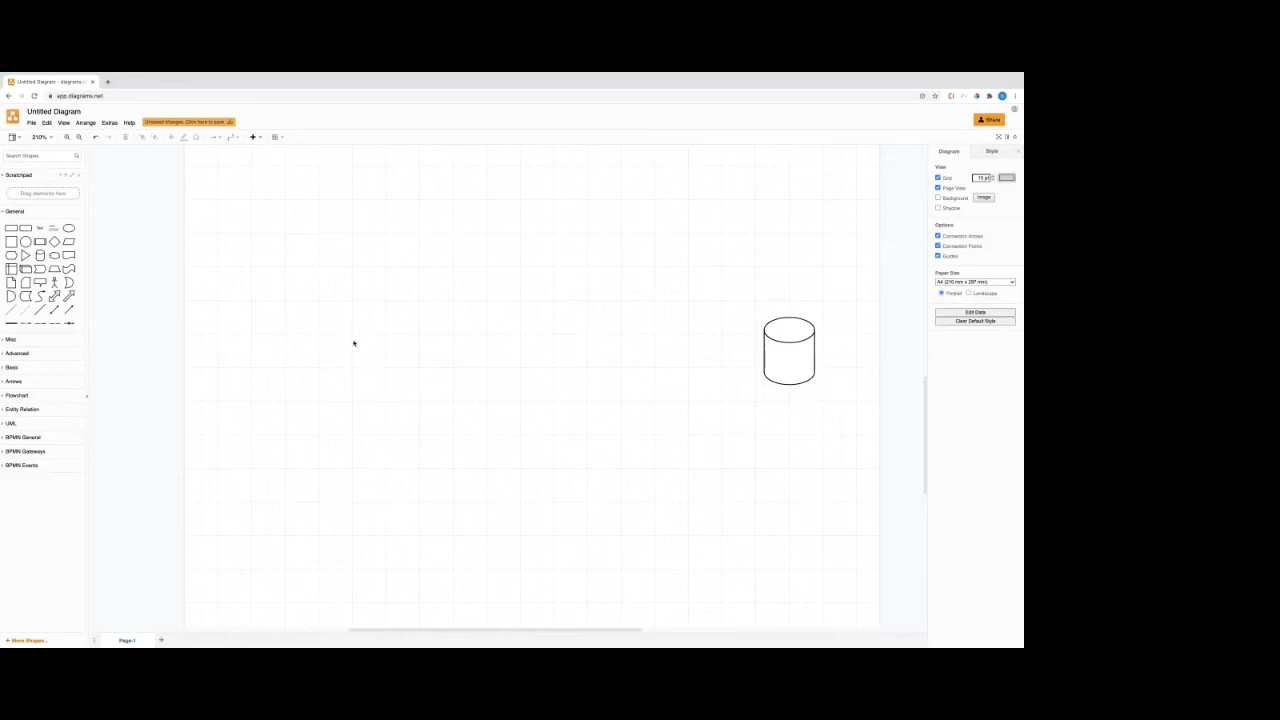 Untitled Diagram - diagrams.n
app.diagrams.net
Untitled Diagram
File Edit View Arrange Extras Help Unsaved changes. Click here to save.
Share
210%
Search Shapes
Scratchpad
Drag elements here
General
Text
Misc
Advanced
Basic
Arrows
Flowchart
Entity Relation
UML
BPMN General
BPMN Gateways
BPMN Events
+ More Shapes...
Page-1
Diagram Style
View
Grid 10 pt
Page View
Background Image
Shadow
Options
Connection Arrows
Connection Points
Guides
Paper Size
A4 (210 mm x 297 mm)
Portrait Landscape
Edit Data
Clear Default Style